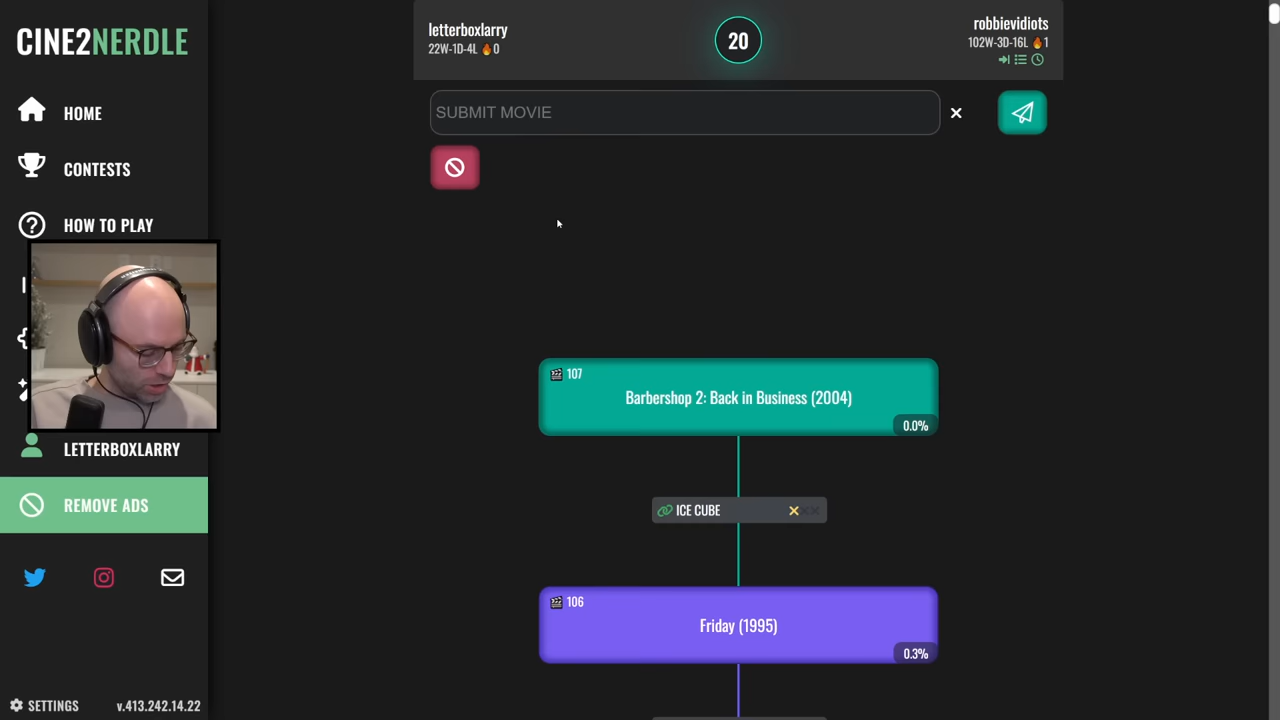 CINE2NERDLE
HOME
CONTESTS
HOW TO PLAY
LETTERBOXLARRY
REMOVE ADS
SETTINGS
v.413.242.14.22
letterboxlarry
22W-1D-4L 🔥0
20
robbievidiots
102W-3D-16L 🔥1
SUBMIT MOVIE
107
Barbershop 2: Back in Business (2004)
0.0%
ICE CUBE
106
Friday (1995)
0.3%